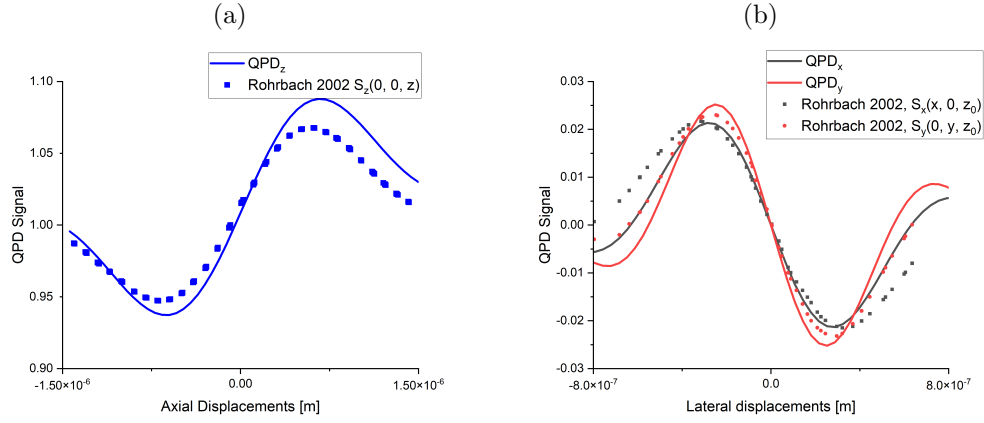 (a)
QPDz
Rohrbach 2002 Sz(0, 0, z)
1.10
1.05
1.00
0.95
0.90
QPD Signal
-1.50×10⁻⁶
0.00
1.50×10⁻⁶
Axial Displacements [m]
(b)
QPDx
QPDy
Rohrbach 2002, Sx(x, 0, z0)
Rohrbach 2002, Sy(0, y, z0)
0.03
0.02
0.01
0.00
-0.01
-0.02
-0.03
QPD Signal
-8.0×10⁻⁷
0.0
8.0×10⁻⁷
Lateral displacements [m]